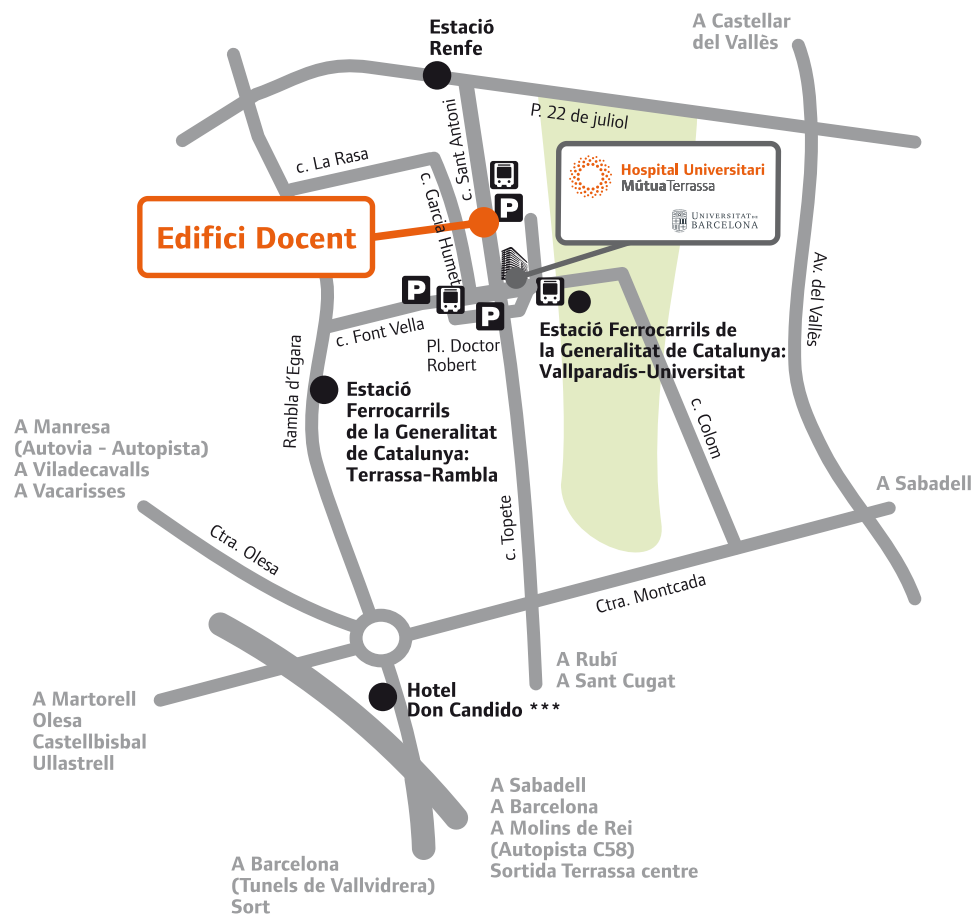 Estació
Renfe
A Castellar
del Vallès
P. 22 de juliol
c. Sant Antoni
c. La Rasa
c. Garcia Humet
Hospital Universitari
MútuaTerrassa
UNIVERSITAT DE
BARCELONA
P
Edifici Docent
P
P
c. Font Vella
Pl. Doctor
Robert
Estació Ferrocarrils de
la Generalitat de Catalunya:
Vallparadís-Universitat
Av. del Vallès
Rambla d'Egara
Estació
Ferrocarrils
de la Generalitat
de Catalunya:
Terrassa-Rambla
c. Colom
A Manresa
(Autovia - Autopista)
A Viladecavalls
A Vacarisses
A Sabadell
Ctra. Olesa
c. Topete
Ctra. Montcada
A Rubí
A Sant Cugat
Hotel
Don Candido ***
A Martorell
Olesa
Castellbisbal
Ullastrell
A Sabadell
A Barcelona
A Molins de Rei
(Autopista C58)
Sortida Terrassa centre
A Barcelona
(Tunels de Vallvidrera)
Sort